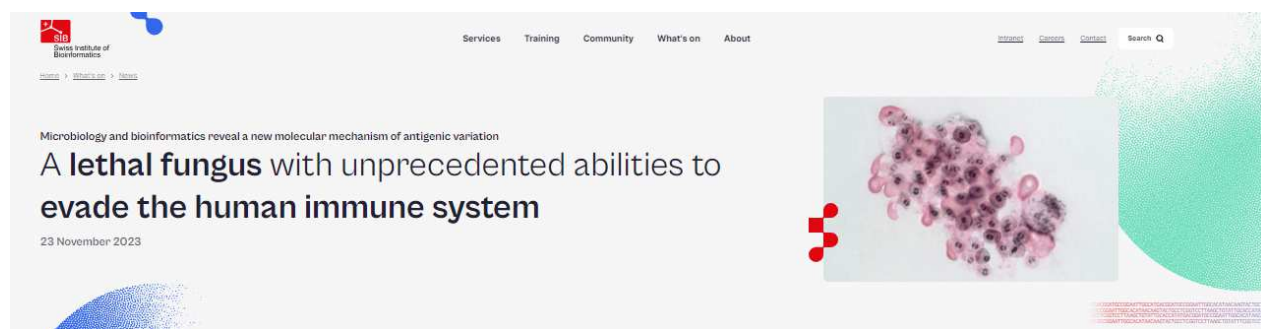 SIB
Swiss Institute of
Bioinformatics
Services Training Community What's on About
Intranet Careers Contact Search
Home > What's on > News
Microbiology and bioinformatics reveal a new molecular mechanism of antigenic variation
A lethal fungus with unprecedented abilities to
evade the human immune system
23 November 2023